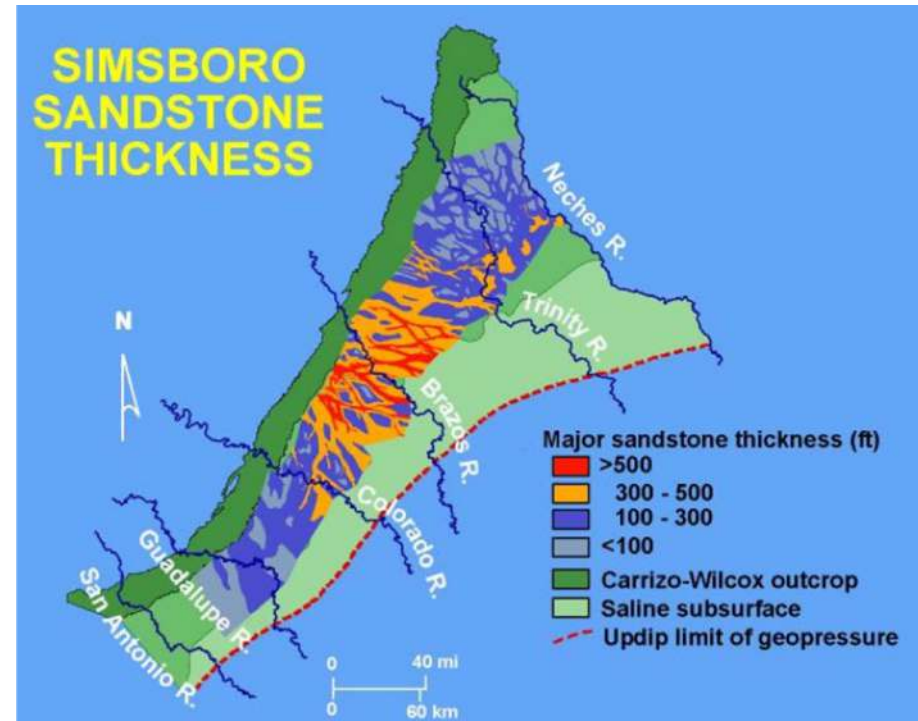 SIMSBORO
SANDSTONE
THICKNESS
N
Neches R.
Trinity R.
Brazos R.
Colorado R.
Guadalupe R.
San Antonio R.
Major sandstone thickness (ft)
>500
300 - 500
100 - 300
<100
Carrizo-Wilcox outcrop
Saline subsurface
Updip limit of geopressure
0 40 mi
0 60 km